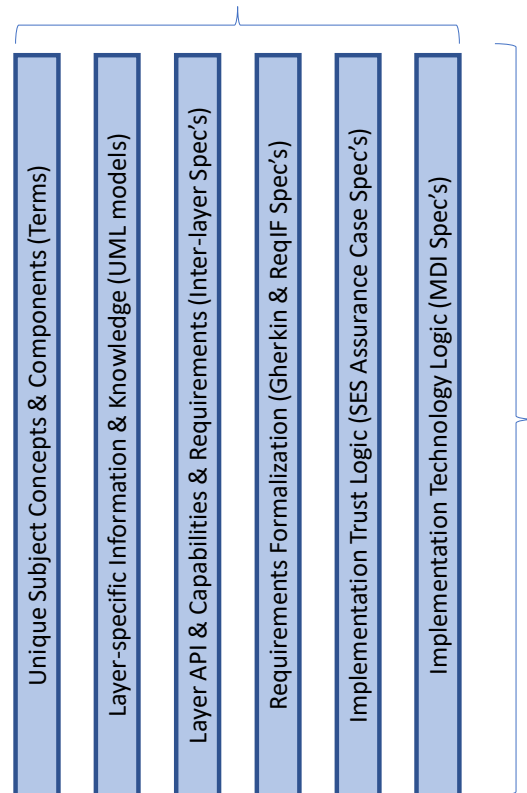 Unique Subject Concepts & Components (Terms)
Layer-specific Information & Knowledge (UML models)
Layer API & Capabilities & Requirements (Inter-layer Spec’s)
Requirements Formalization (Gherkin & ReqIF Spec’s)
Implementation Trust Logic (SES Assurance Case Spec’s)
Implementation Technology Logic (MDI Spec’s)